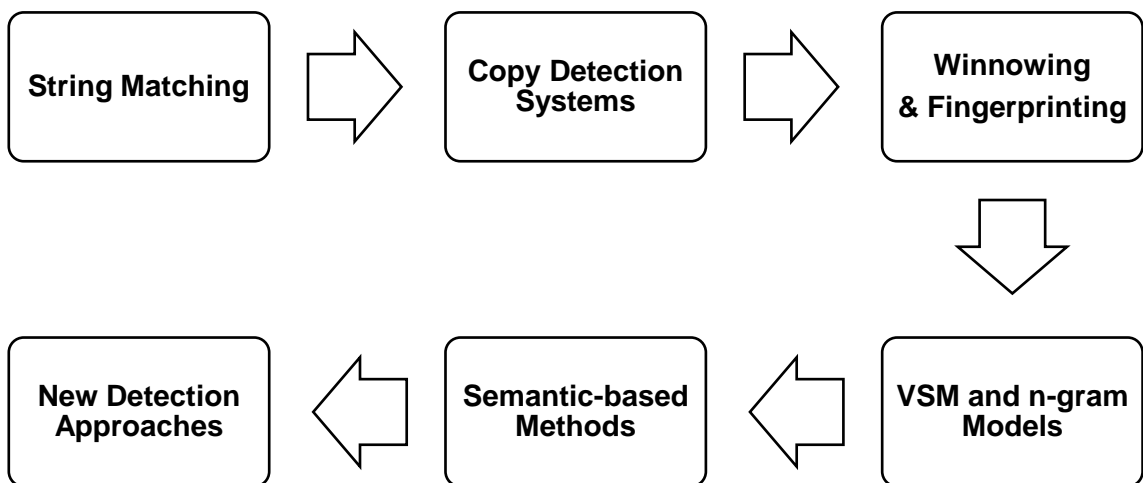 String Matching
Copy Detection
Systems
Winnowing
& Fingerprinting
VSM and n-gram
Models
Semantic-based
Methods
New Detection
Approaches